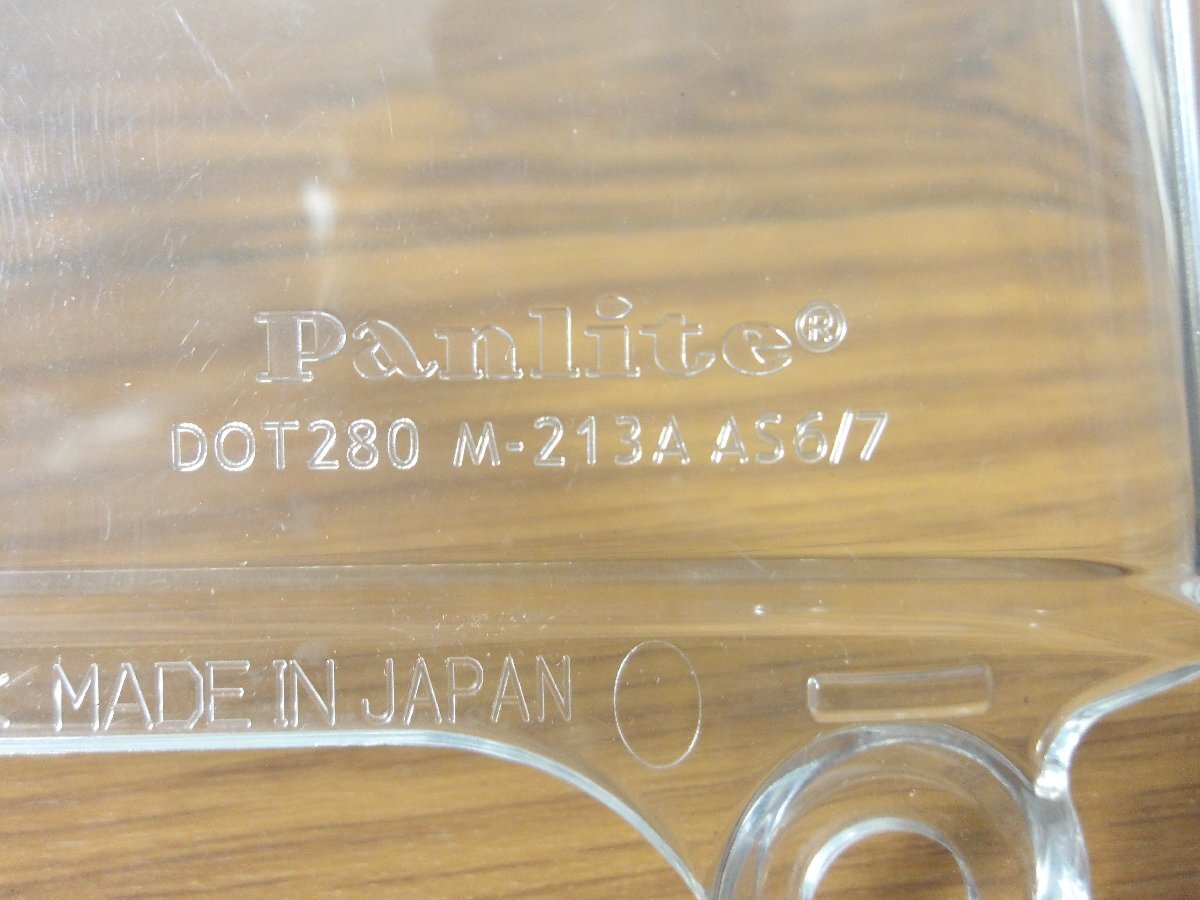 Panlite®
DOT280 M-213A AS6/7
MADE IN JAPAN